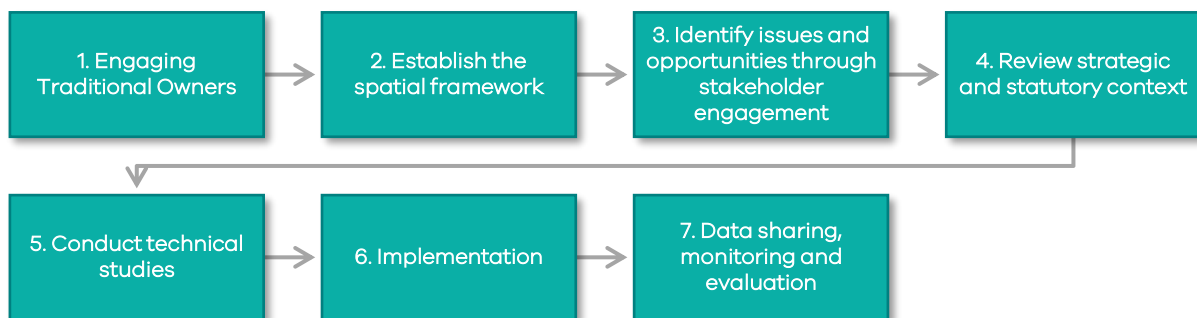 1. Engaging
Traditional Owners
2. Establish the
spatial framework
3. Identify issues and
opportunities through
stakeholder
engagement
4. Review strategic
and statutory context
5. Conduct technical
studies
6. Implementation
7. Data sharing,
monitoring and
evaluation